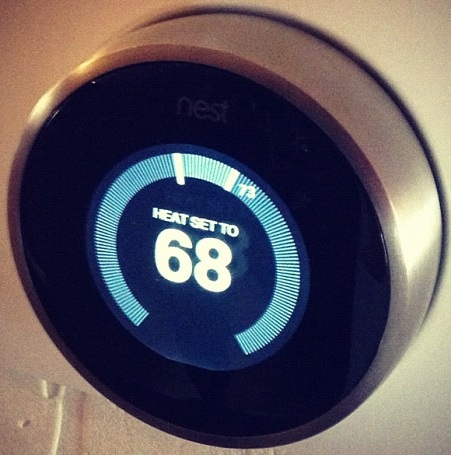 nest
73
HEAT SET TO
68